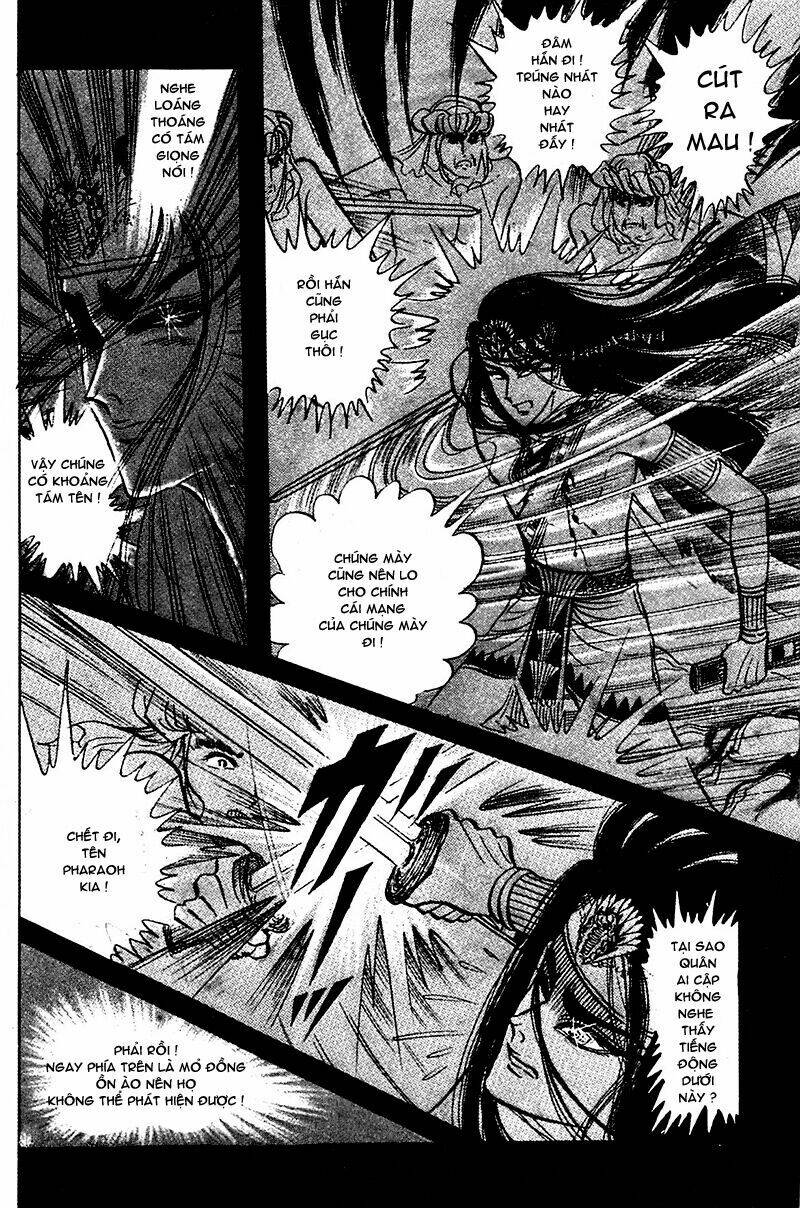 CÚT
RA
MAU !
ĐÂM
HẮN ĐI !
TRÚNG NHÁT
NÀO
HAY
NHÁT
ĐẤY !
RỒI HẮN
CŨNG
PHẢI
GỤC
THÔI !
NGHE
LOÁNG
THOÁNG
CÓ TÁM
GIỌNG
NÓI !
VẬY CHÚNG
CÓ KHOẢNG
TÁM TÊN !
CHÚNG MÀY
CŨNG NÊN LO
CHO CHÍNH
CÁI MẠNG
CỦA CHÚNG MÀY
ĐI !
CHẾT ĐI,
TÊN
PHARAOH
KIA !
ガッ
TẠI SAO
QUÂN
AI CẬP
KHÔNG
NGHE
THẤY
TIẾNG
ĐỘNG
DƯỚI
NÀY ?
PHẢI RỒI !
NGAY PHÍA TRÊN LÀ MỎ ĐỒNG
ỒN ÀO NÊN HỌ
KHÔNG THỂ PHÁT HIỆN ĐƯỢC !